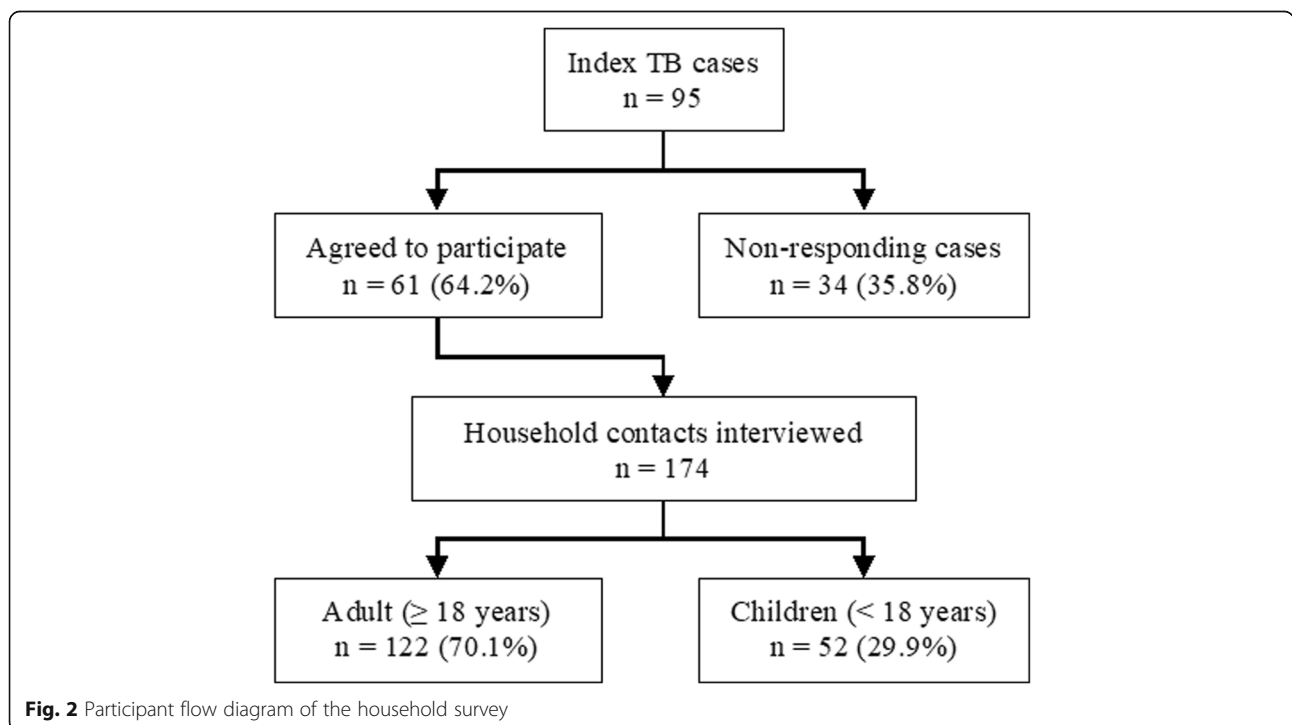 Index TB cases
n = 95
Agreed to participate
n = 61 (64.2%)
Non-responding cases
n = 34 (35.8%)
Household contacts interviewed
n = 174
Adult (≥ 18 years)
n = 122 (70.1%)
Children (< 18 years)
n = 52 (29.9%)
Fig. 2 Participant flow diagram of the household survey